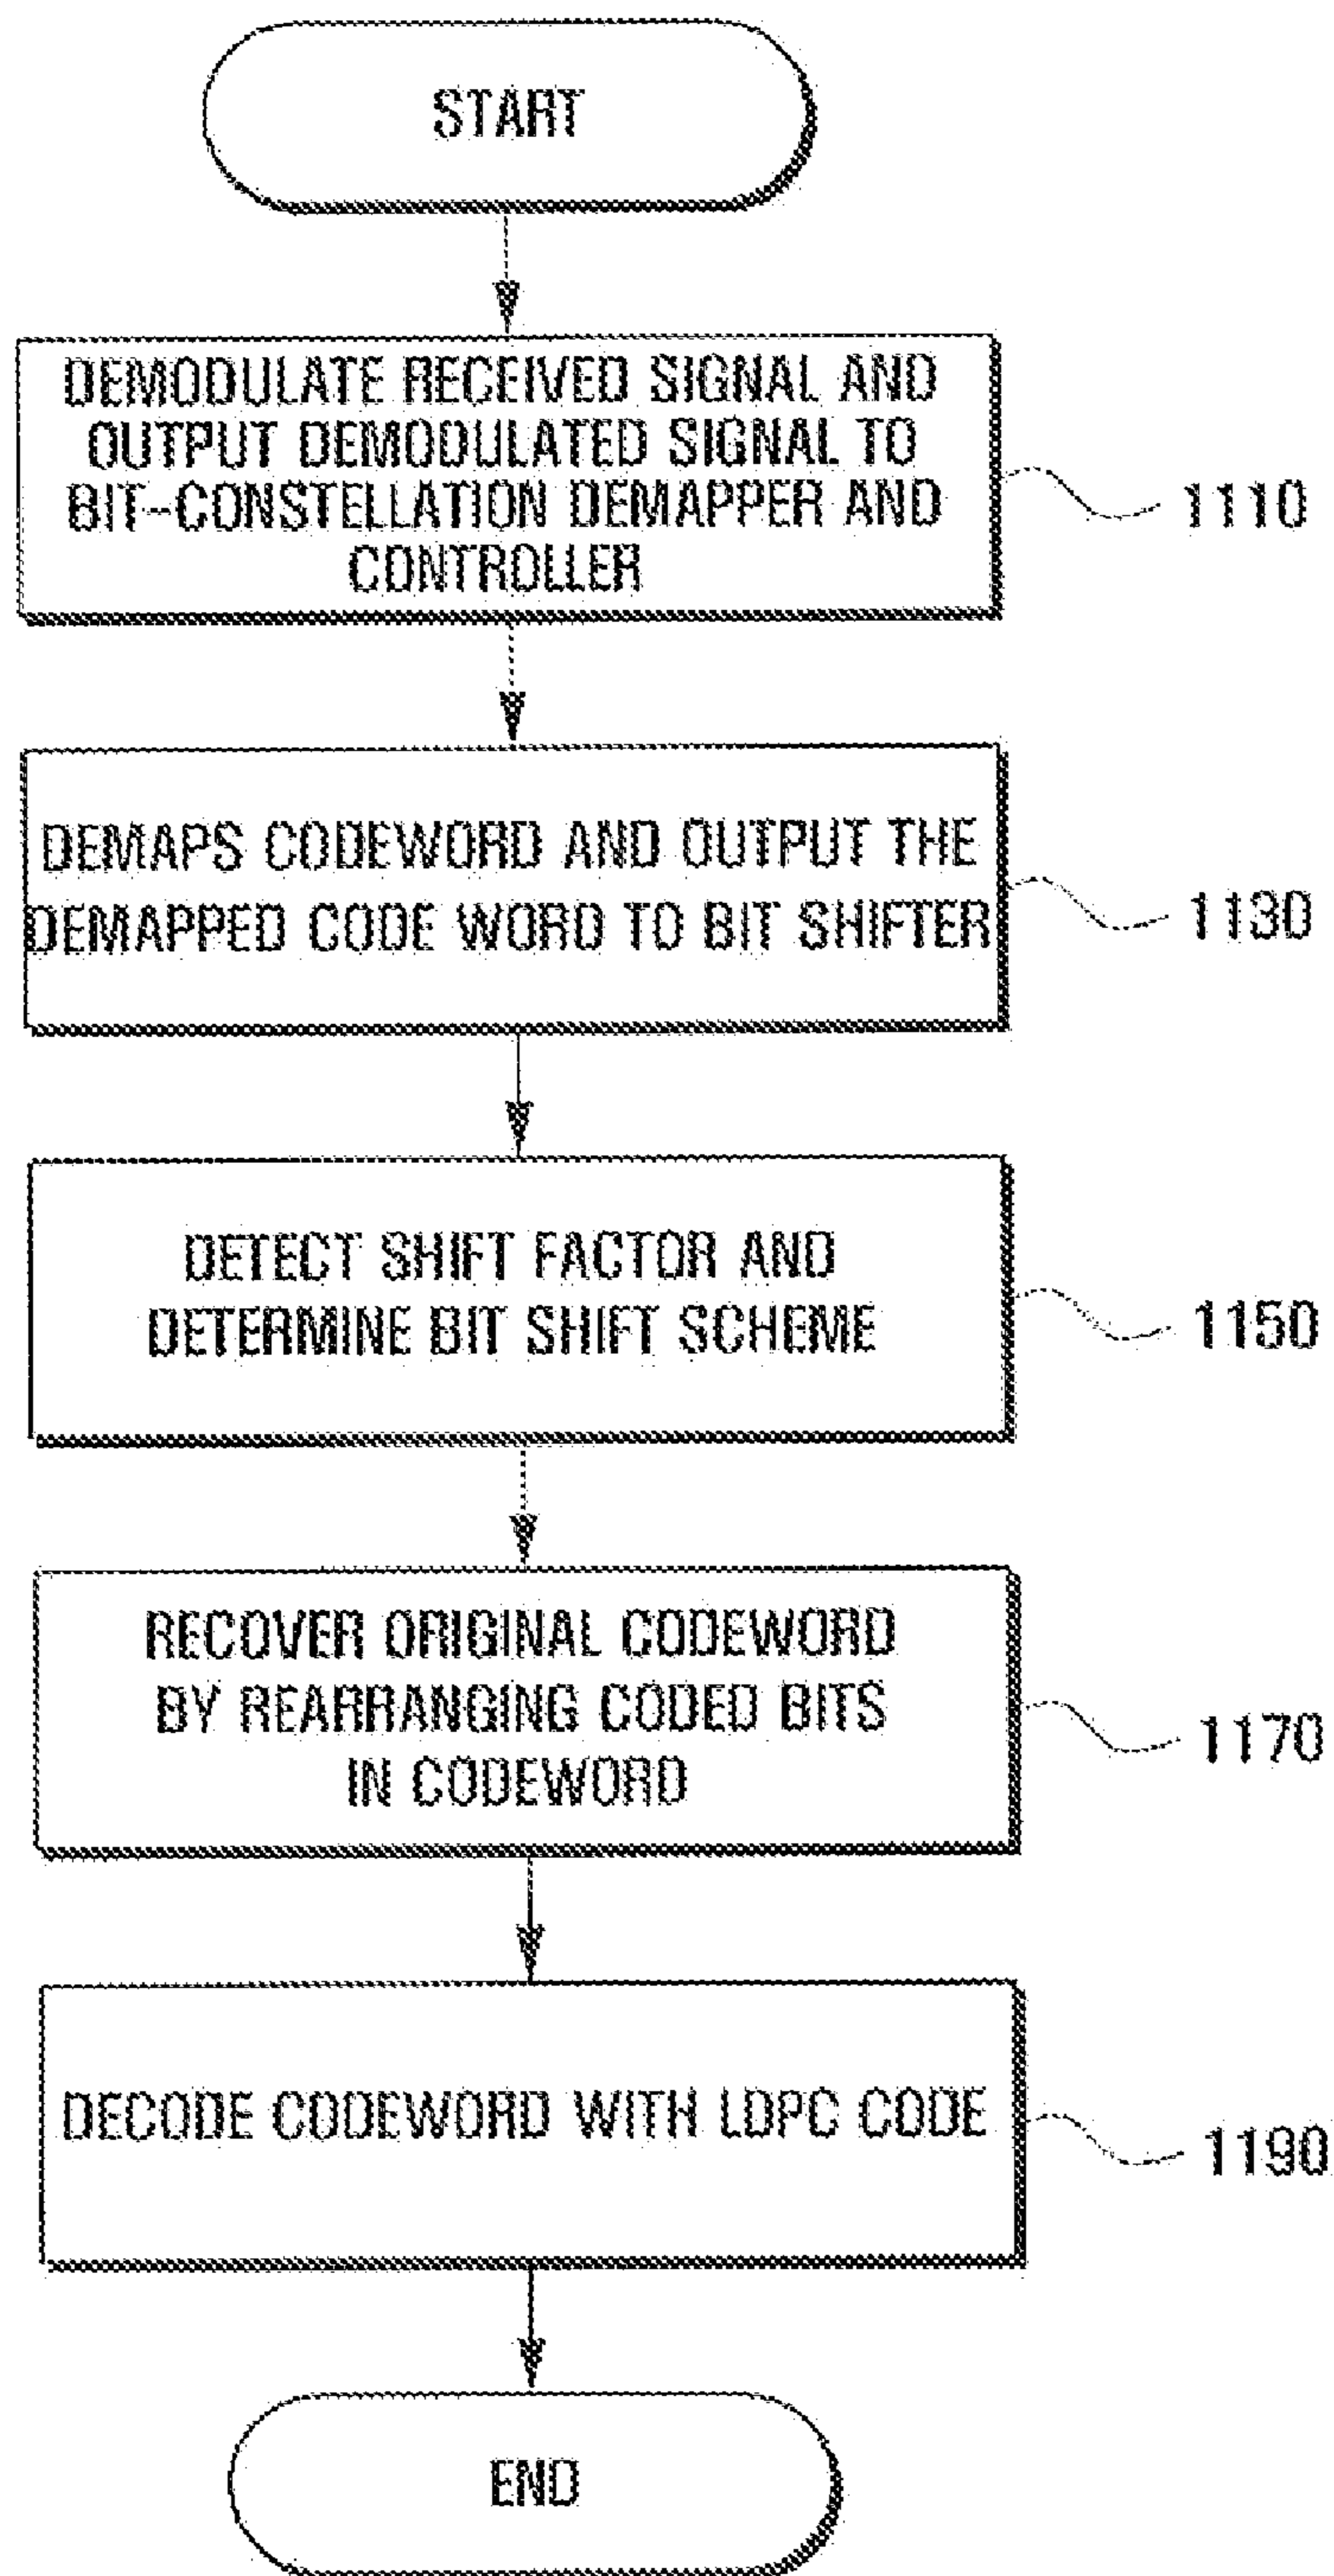 START
DEMODULATE RECEIVED SIGNAL AND
OUTPUT DEMODULATED SIGNAL TO
BIT-CONSTELLATION DEMAPPER AND
CONTROLLER
1110
DEMAPS CODEWORD AND OUTPUT THE
DEMAPPED CODE WORD TO BIT SHIFTER
1130
DETECT SHIFT FACTOR AND
DETERMINE BIT SHIFT SCHEME
1150
RECOVER ORIGINAL CODEWORD
BY REARRANGING CODED BITS
IN CODEWORD
1170
DECODE CODEWORD WITH LDPC CODE
1190
END